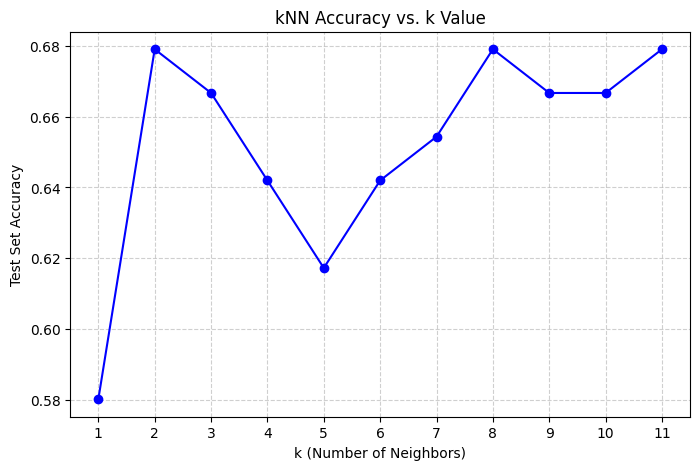 kNN Accuracy vs. k Value
Test Set Accuracy
0.68
0.66
0.64
0.62
0.60
0.58
1 2 3 4 5 6 7 8 9 10 11
k (Number of Neighbors)